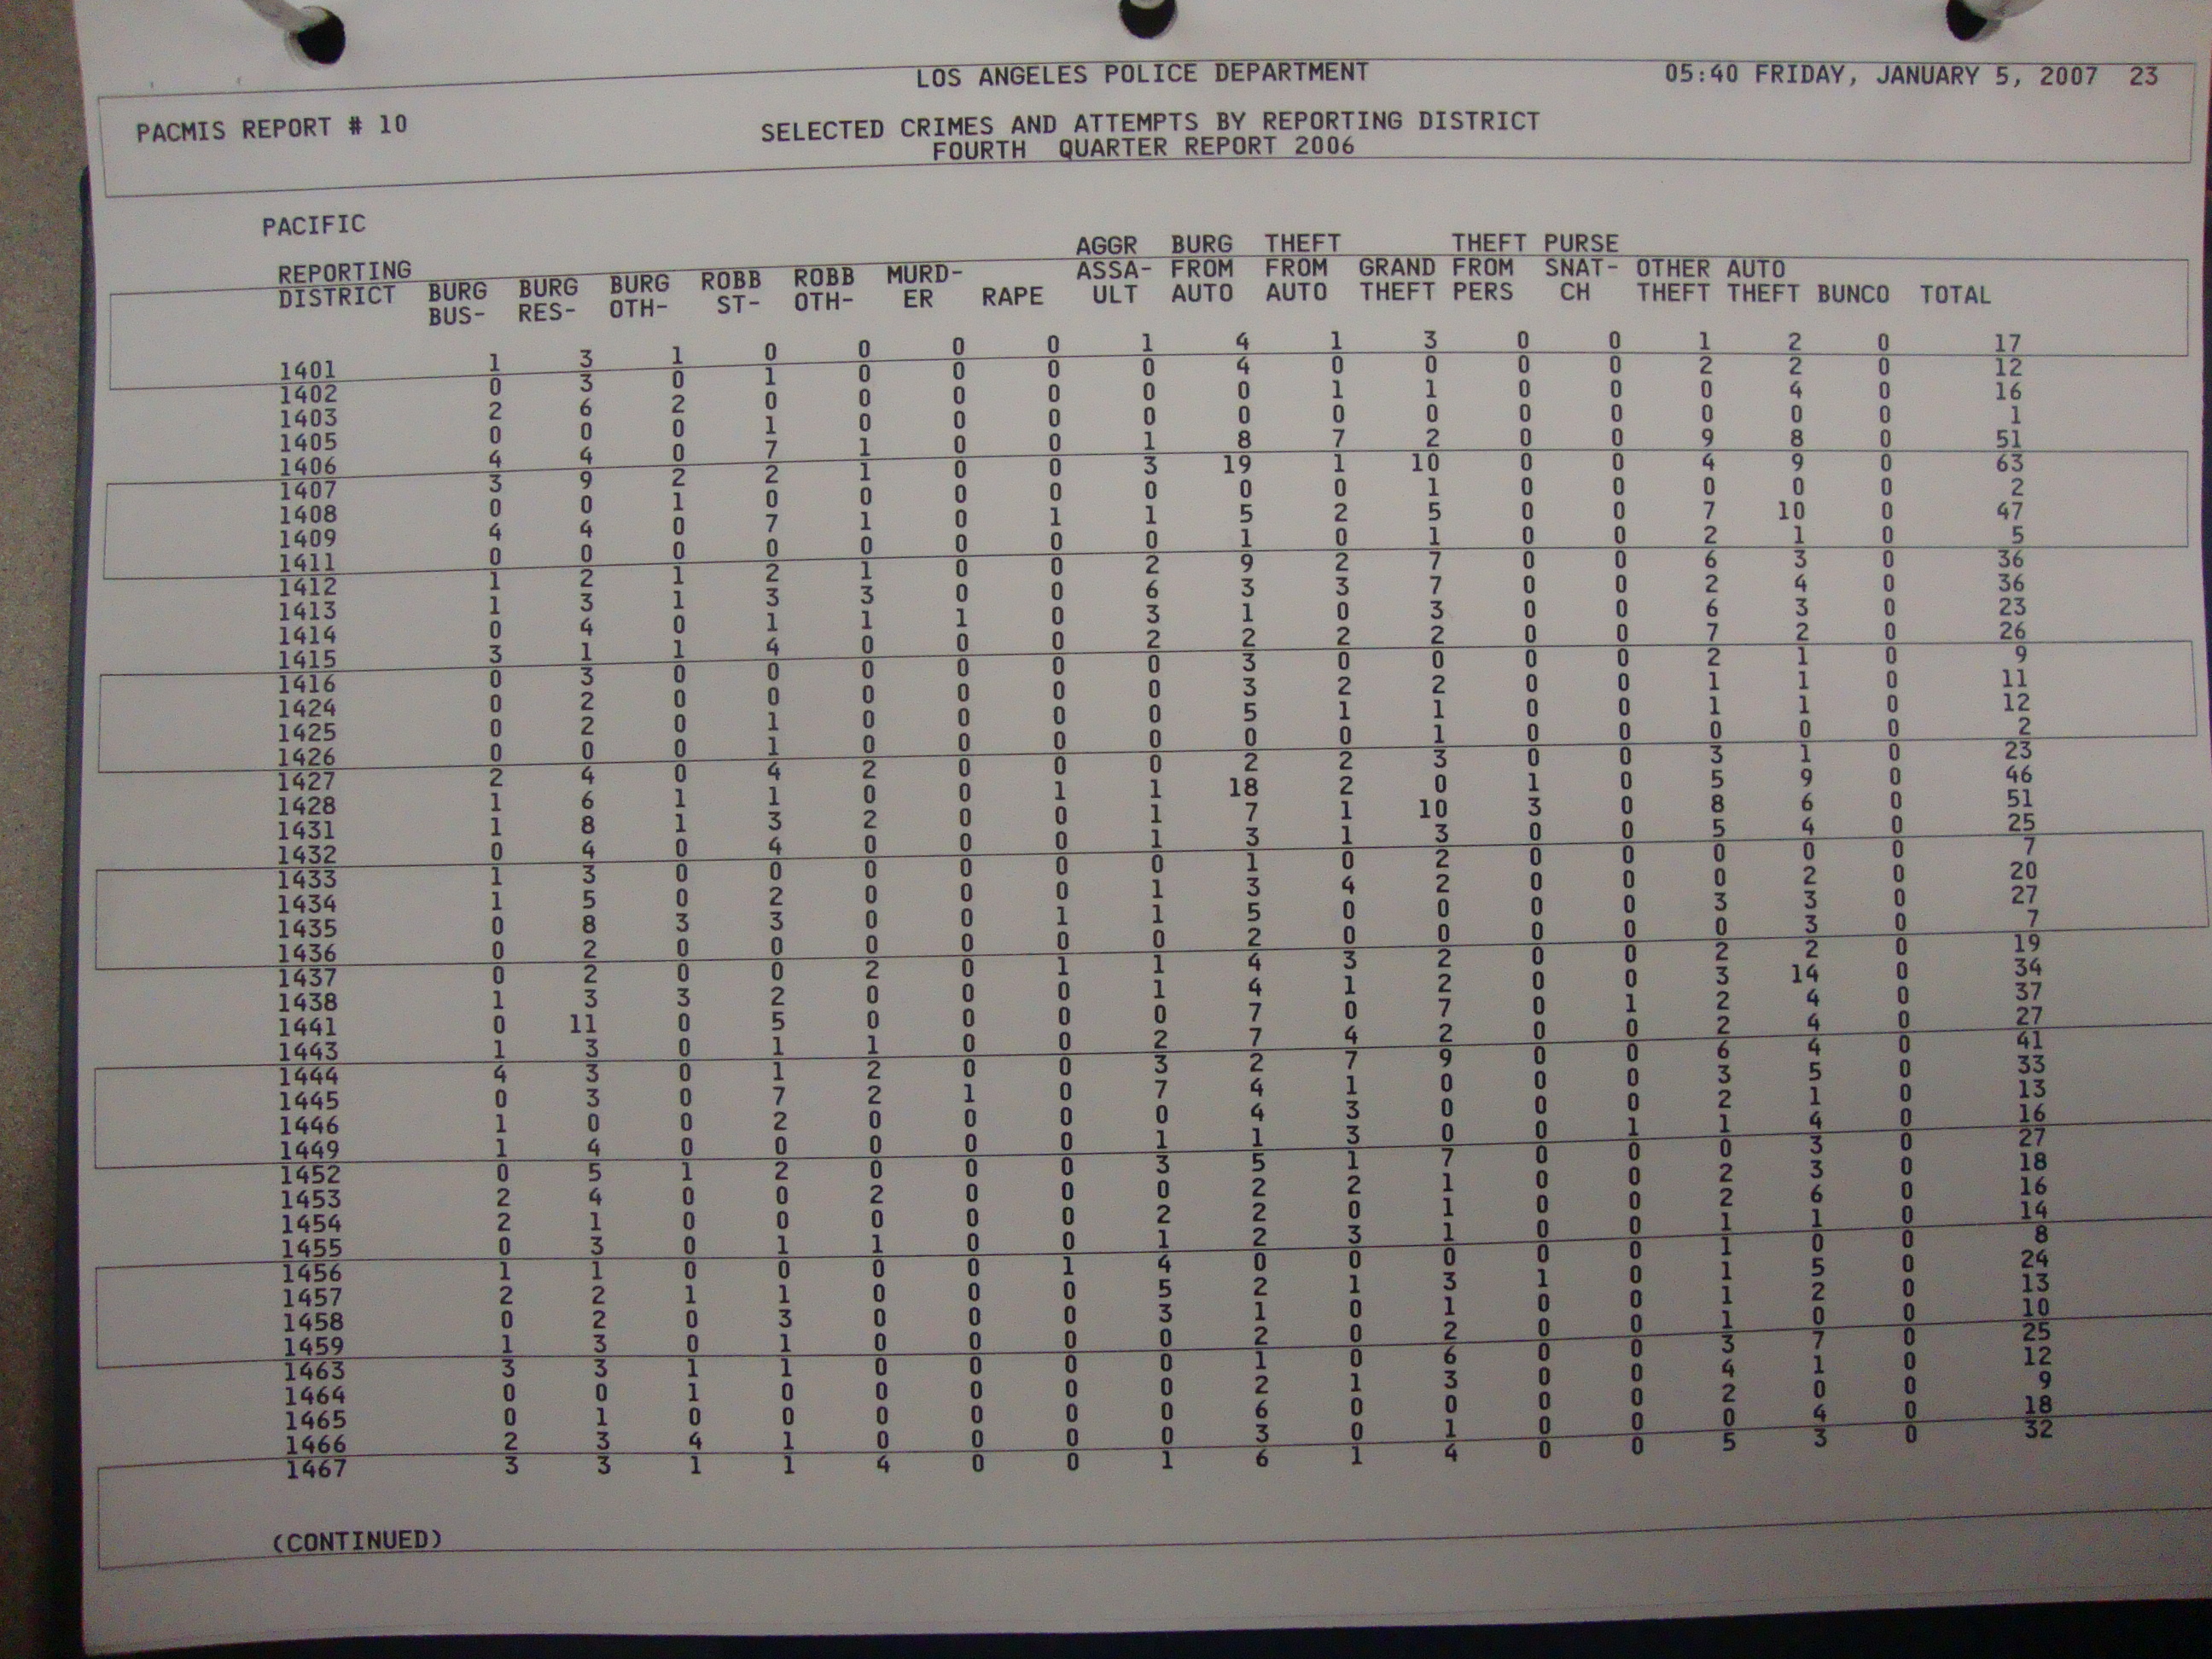 LOS ANGELES POLICE DEPARTMENT 05:40 FRIDAY, JANUARY 5, 2007 23
PACMIS REPORT # 10 SELECTED CRIMES AND ATTEMPTS BY REPORTING DISTRICT
FOURTH QUARTER REPORT 2006
PACIFIC
AGGR BURG THEFT THEFT PURSE
REPORTING BURG BURG BURG ROBB ROBB MURD- ASSA- FROM FROM GRAND FROM SNAT- OTHER AUTO
DISTRICT BUS- RES- OTH- ST- OTH- ER RAPE ULT AUTO AUTO THEFT PERS CH THEFT THEFT BUNCO TOTAL
1401 1 3 1 0 0 0 0 1 4 1 3 0 0 1 2 0 17
1402 0 3 0 1 0 0 0 0 4 0 0 0 0 2 2 0 12
1403 2 6 2 0 0 0 0 0 0 1 1 0 0 0 4 0 16
1405 0 0 0 1 0 0 0 0 0 0 0 0 0 0 0 0 1
1406 4 4 0 7 1 0 0 1 8 7 2 0 0 9 8 0 51
1407 3 9 2 2 1 0 0 3 19 1 10 0 0 4 9 0 63
1408 0 0 1 0 0 0 0 0 0 0 1 0 0 0 0 0 2
1409 4 4 0 7 1 0 1 1 5 2 5 0 0 7 10 0 47
1411 0 0 0 0 0 0 0 0 1 0 1 0 0 2 1 0 5
1412 1 2 1 2 1 0 0 2 9 2 7 0 0 6 3 0 36
1413 1 3 1 3 3 0 0 6 3 3 7 0 0 2 4 0 36
1414 0 4 0 1 1 1 0 3 1 0 3 0 0 6 3 0 23
1415 3 1 1 4 0 0 0 2 2 2 2 0 0 7 2 0 26
1416 0 3 0 0 0 0 0 0 3 0 0 0 0 2 1 0 9
1424 0 2 0 0 0 0 0 0 3 2 2 0 0 1 1 0 11
1425 0 2 0 1 0 0 0 0 5 1 1 0 0 1 1 0 12
1426 0 0 0 1 0 0 0 0 0 0 1 0 0 0 0 0 2
1427 2 4 0 4 2 0 0 0 2 2 3 0 0 3 1 0 23
1428 1 6 1 1 0 0 1 1 18 2 0 1 0 5 9 0 46
1431 1 8 1 3 2 0 0 1 7 1 10 3 0 8 6 0 51
1432 0 4 0 4 0 0 0 1 3 1 3 0 0 5 4 0 25
1433 1 3 0 0 0 0 0 0 1 0 2 0 0 0 0 0 7
1434 1 5 0 2 0 0 0 1 3 4 2 0 0 0 2 0 20
1435 0 8 3 3 0 0 1 1 5 0 0 0 0 3 3 0 27
1436 0 2 0 0 0 0 0 0 2 0 0 0 0 0 3 0 7
1437 0 2 0 0 2 0 1 1 4 3 2 0 0 2 2 0 19
1438 1 3 3 2 0 0 0 1 4 1 2 0 0 3 14 0 34
1441 0 11 0 5 0 0 0 0 7 0 7 0 1 2 4 0 37
1443 1 3 0 1 1 0 0 2 7 4 2 0 0 2 4 0 27
1444 4 3 0 1 2 0 0 3 2 7 9 0 0 6 4 0 41
1445 0 3 0 7 2 1 0 7 4 1 0 0 0 3 5 0 33
1446 1 0 0 2 0 0 0 0 4 3 0 0 0 2 1 0 13
1449 1 4 0 0 0 0 0 1 1 3 0 0 1 1 4 0 16
1452 0 5 1 2 0 0 0 3 5 1 7 0 0 0 3 0 27
1453 2 4 0 0 2 0 0 0 2 2 1 0 0 2 3 0 18
1454 2 1 0 0 0 0 0 2 2 0 1 0 0 2 6 0 16
1455 0 3 0 1 1 0 0 1 2 3 1 0 0 1 1 0 14
1456 1 1 0 0 0 0 1 4 0 0 0 0 0 1 0 0 8
1457 2 2 1 1 0 0 0 5 2 1 3 1 0 1 5 0 24
1458 0 2 0 3 0 0 0 3 1 0 1 0 0 1 2 0 13
1459 1 3 0 1 0 0 0 0 2 0 2 0 0 1 0 0 10
1463 3 3 1 1 0 0 0 0 1 0 6 0 0 3 7 0 25
1464 0 0 1 0 0 0 0 0 2 1 3 0 0 4 1 0 12
1465 0 1 0 0 0 0 0 0 6 0 0 0 0 2 0 0 9
1466 2 3 4 1 0 0 0 0 3 0 1 0 0 0 4 0 18
1467 3 3 1 1 4 0 0 1 6 1 4 0 0 5 3 0 32
(CONTINUED)